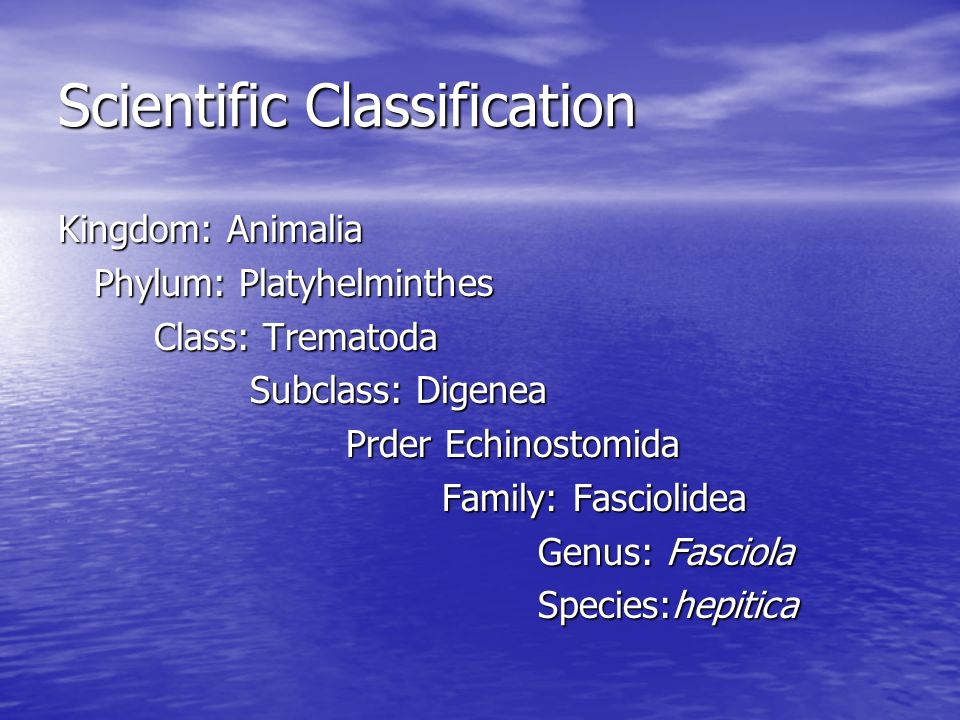 Scientific Classification
Kingdom: Animalia
Phylum: Platyhelminthes
Class: Trematoda
Subclass: Digenea
Prder Echinostomida
Family: Fasciolidea
Genus: Fasciola
Species:hepitica